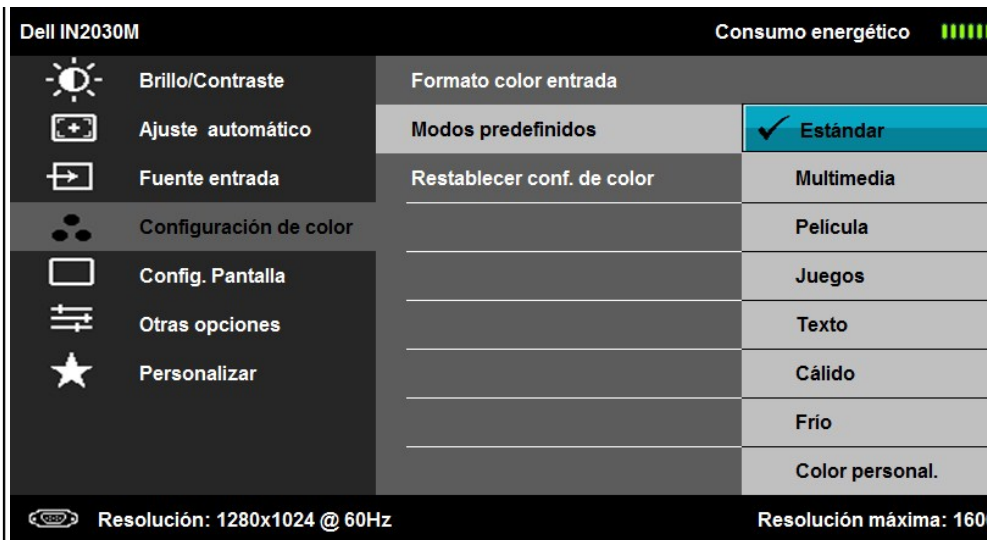 Dell IN2030M Consumo energético
Brillo/Contraste Formato color entrada
Ajuste automático Modos predefinidos Estándar
Fuente entrada Restablecer conf. de color Multimedia
Configuración de color Película
Config. Pantalla Juegos
Otras opciones Texto
Personalizar Cálido
Frío
Color personal.
Resolución: 1280x1024 @ 60Hz Resolución máxima: